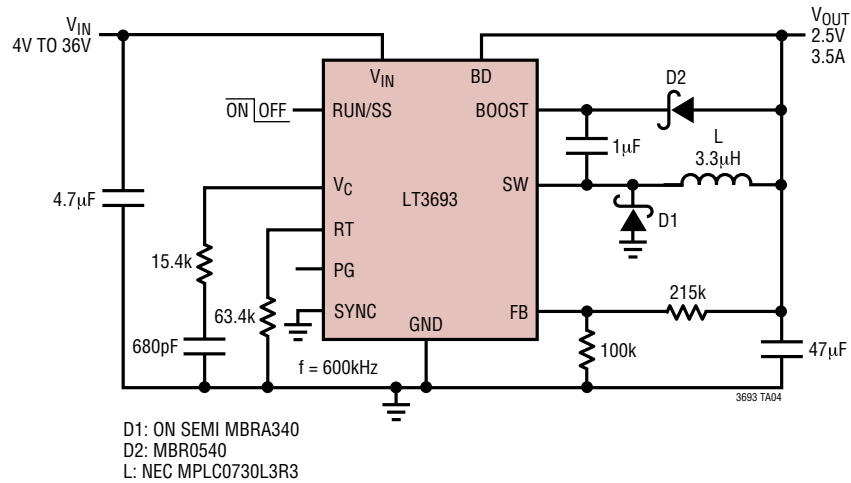 VIN
4V TO 36V
VOUT
2.5V
3.5A
VIN
BD
D2
ON OFF
RUN/SS
BOOST
L
3.3µH
1µF
4.7µF
VC
SW
LT3693
D1
RT
15.4k
PG
63.4k
215k
SYNC
FB
GND
680pF
100k
47µF
f = 600kHz
3693 TA04
D1: ON SEMI MBRA340
D2: MBR0540
L: NEC MPLC0730L3R3